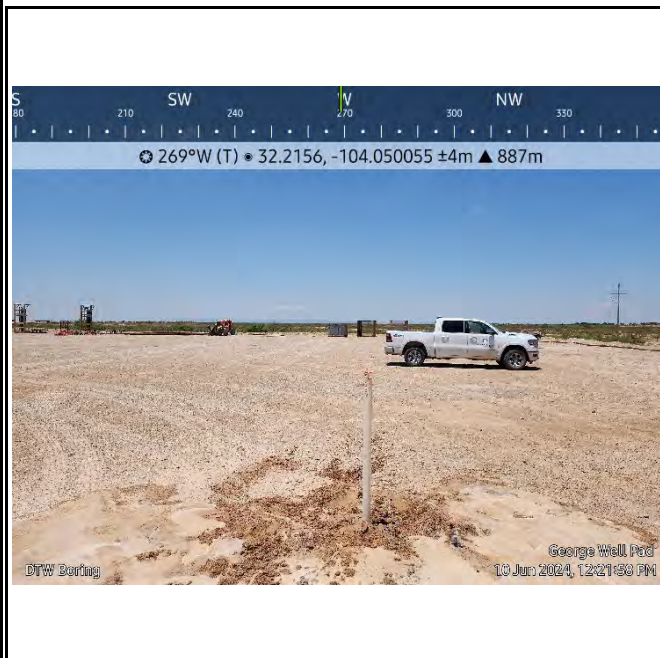 S SW W NW
180 210 240 270 300 330
269°W (T) 32.2156, -104.050055 ±4m ▲ 887m
DTW Boring
George Well Pad
10 Jun 2024, 12:21:58 PM